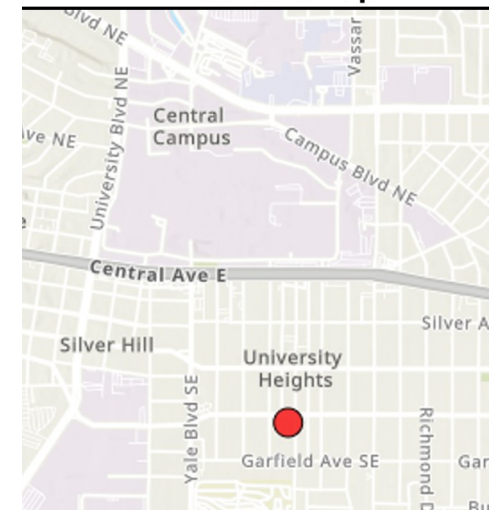 Blvd NE
Vassar
University Blvd NE
Central
Campus
Ave NE
Campus Blvd NE
Central Ave E
Silver A
Silver Hill
University
Heights
Yale Blvd SE
Richmond D
Garfield Ave SE
Gar
Bu